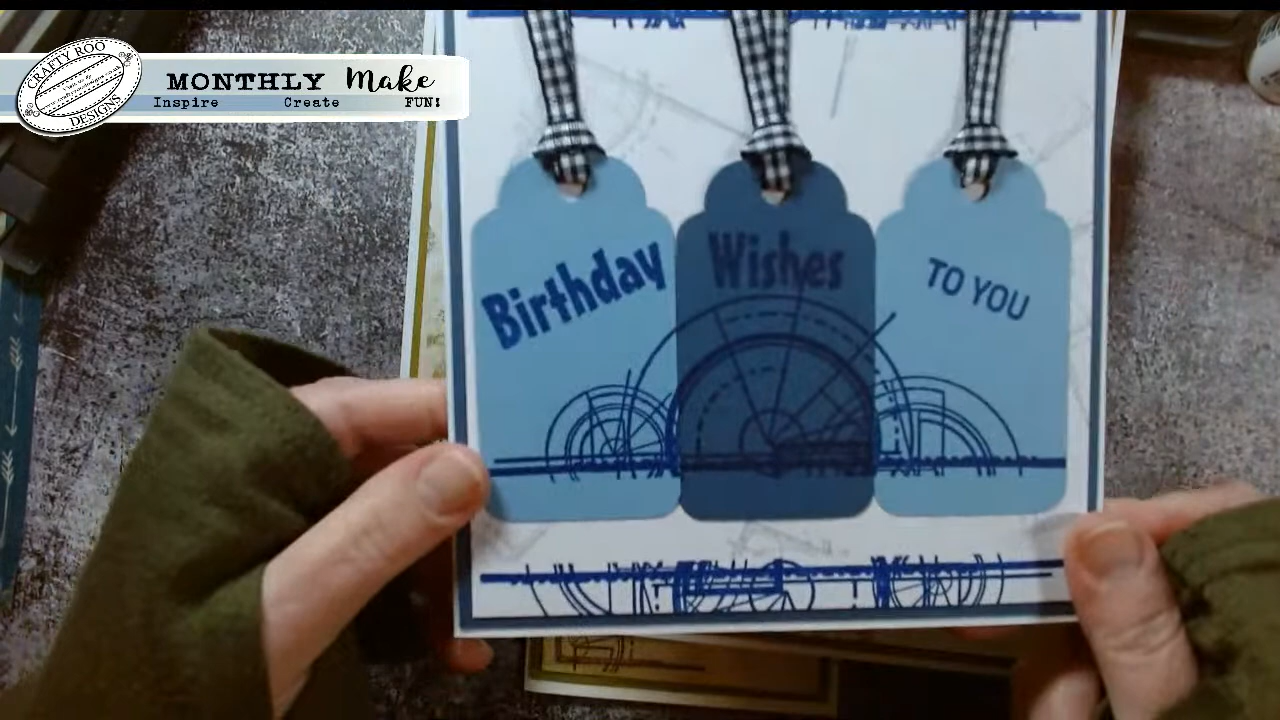 CRAFTY ROO
DESIGNS
MONTHLY Make
Inspire Create FUN!
Birthday
Wishes
TO YOU